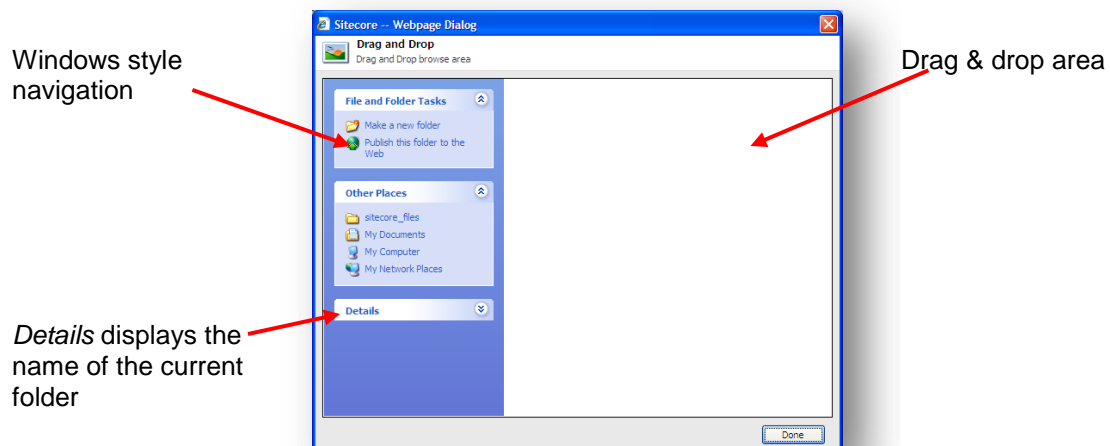 Sitecore -- Webpage Dialog
Drag and Drop
Drag and Drop browse area
Windows style
navigation
Drag & drop area
File and Folder Tasks
Make a new folder
Publish this folder to the
Web
Other Places
sitecore_files
My Documents
My Computer
My Network Places
Details
Details displays the
name of the current
folder
Done